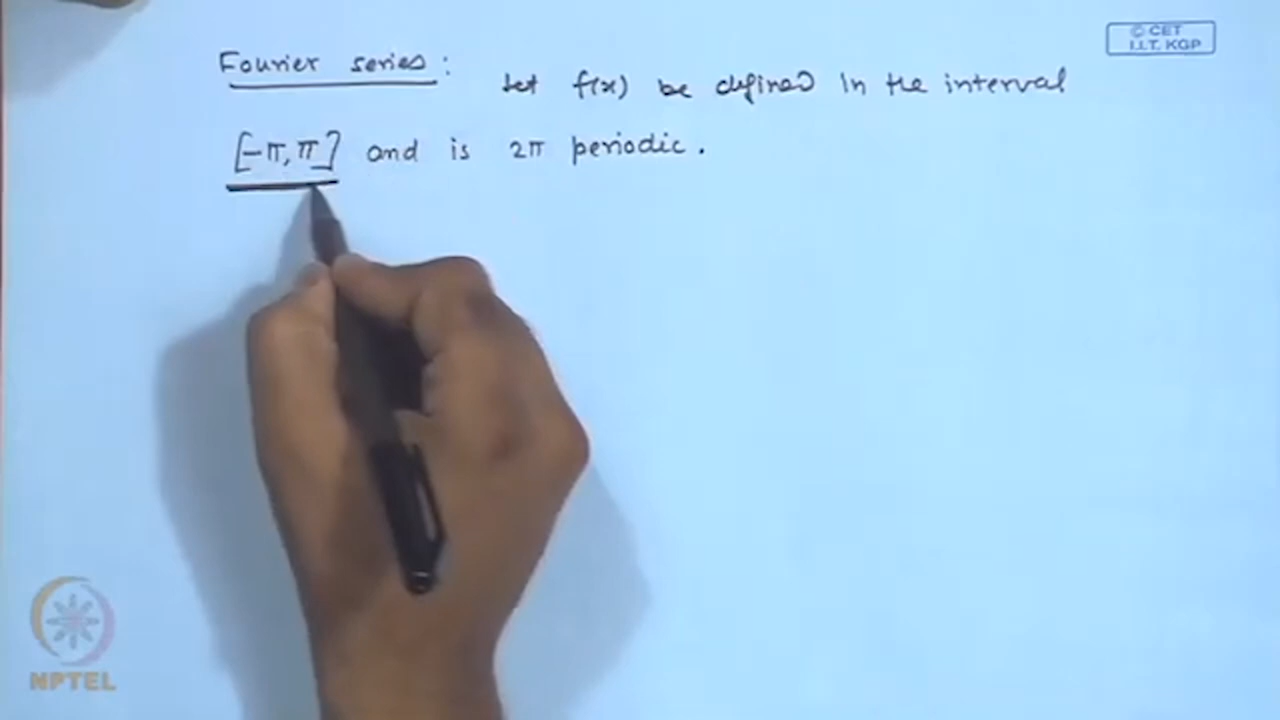 Fourier series : Let f(x) be defined in the interval
[-π, π] and is 2π periodic.
© CET
I.I.T. KGP
NPTEL